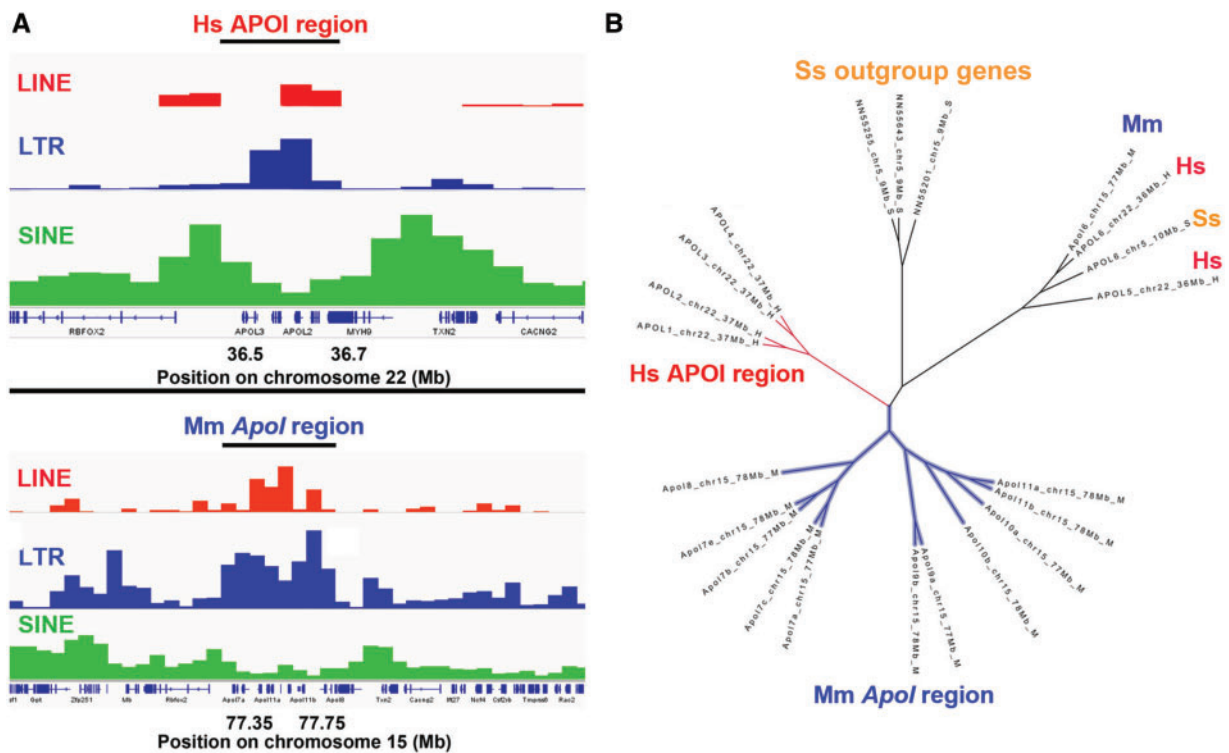 A
Hs APOl region
LINE
LTR
SINE
RBFOX2 APOL3 APOL2 MYH9 TXN2 CACNG2
36.5 36.7
Position on chromosome 22 (Mb)
Mm Apol region
LINE
LTR
SINE
Gpt Zfp251 Mb Rbfox2 Apol7a Apol11a Apol11b Apol8 Txn2 Cacng2 Ift27 Ncf4 Csf2rb Tmprss6 Rac2
77.35 77.75
Position on chromosome 15 (Mb)
B
Ss outgroup genes
NN55255_chr5_9Mb_S
NN55643_chr5_9Mb_S
NN55201_chr5_9Mb_S
Mm
Apol6_chr15_77Mb_M
Hs
APOL6_chr22_36Mb_H
Ss
APOL6_chr5_10Mb_S
Hs
APOL5_chr22_36Mb_H
APOL4_chr22_37Mb_H
APOL3_chr22_37Mb_H
APOL2_chr22_37Mb_H
APOL1_chr22_37Mb_H
Hs APOl region
Apol8_chr15_78Mb_M
Apol7e_chr15_78Mb_M
Apol7b_chr15_77Mb_M
Apol7c_chr15_78Mb_M
Apol7a_chr15_77Mb_M
Apol9b_chr15_78Mb_M
Apol9a_chr15_77Mb_M
Apol10b_chr15_78Mb_M
Apol10a_chr15_77Mb_M
Apol11b_chr15_78Mb_M
Apol11a_chr15_78Mb_M
Mm Apol region